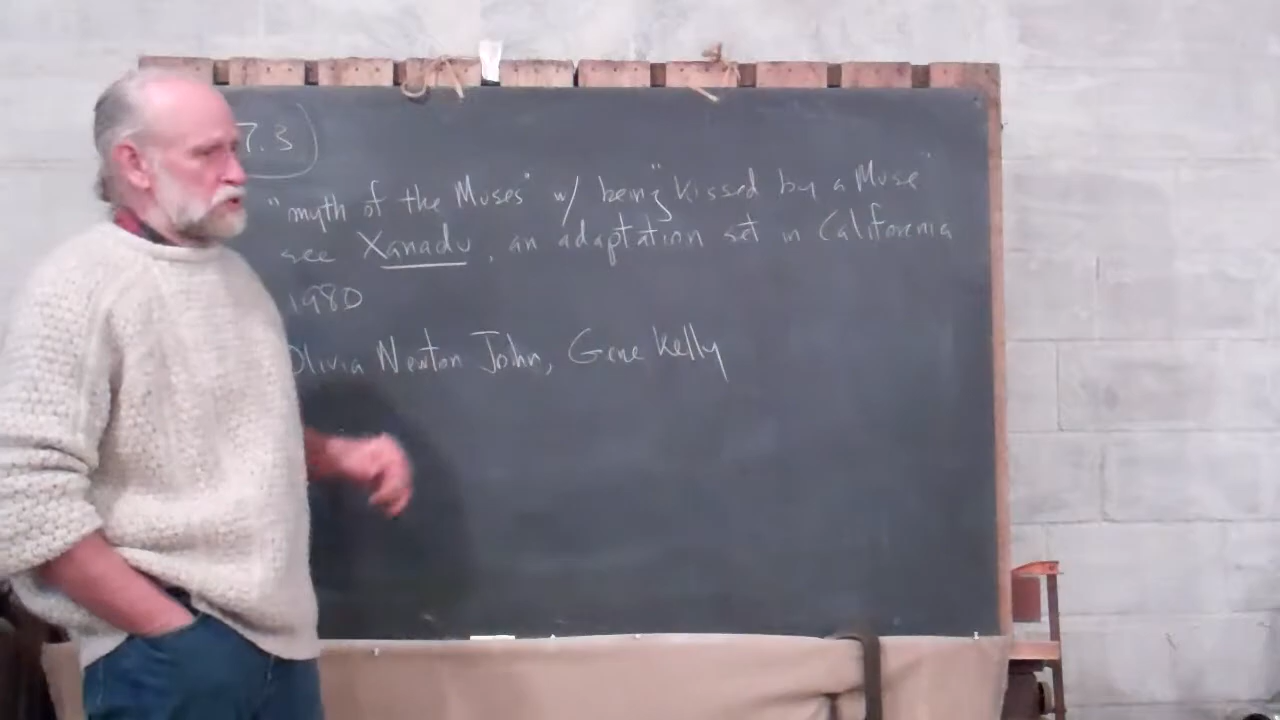 7.3
"myth of the Muses" w/ being "kissed by a Muse"
see Xanadu, an adaptation set in California
1980
Olivia Newton John, Gene Kelly